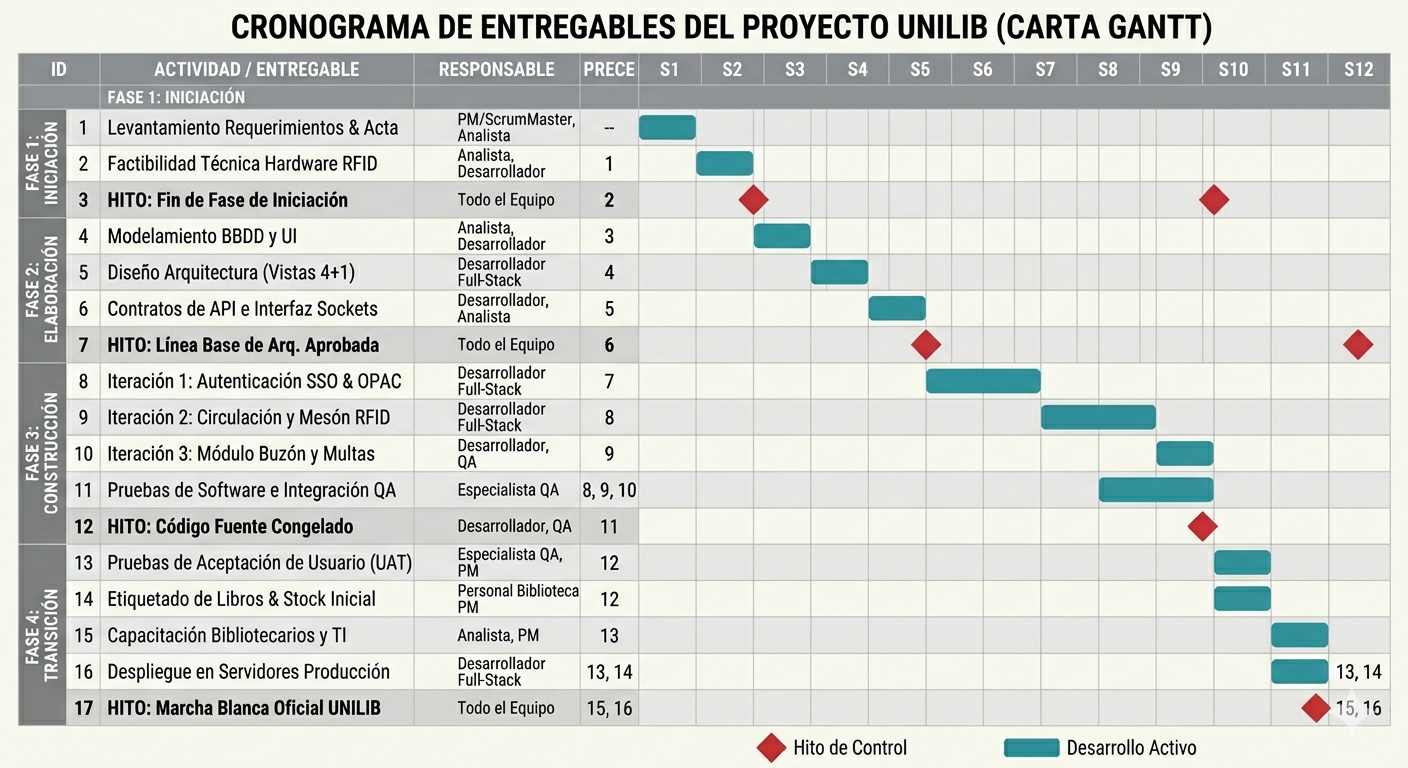 CRONOGRAMA DE ENTREGABLES DEL PROYECTO UNILIB (CARTA GANTT)
ID ACTIVIDAD / ENTREGABLE RESPONSABLE PRECE S1 S2 S3 S4 S5 S6 S7 S8 S9 S10 S11 S12
FASE 1: INICIACIÓN
FASE 1:
INICIACIÓN
1 Levantamiento Requerimientos & Acta PM/ScrumMaster, Analista --
2 Factibilidad Técnica Hardware RFID Analista, Desarrollador 1
3 HITO: Fin de Fase de Iniciación Todo el Equipo 2
FASE 2:
ELABORACIÓN
4 Modelamiento BBDD y UI Analista, Desarrollador 3
5 Diseño Arquitectura (Vistas 4+1) Desarrollador Full-Stack 4
6 Contratos de API e Interfaz Sockets Desarrollador, Analista 5
7 HITO: Línea Base de Arq. Aprobada Todo el Equipo 6
FASE 3:
CONSTRUCCIÓN
8 Iteración 1: Autenticación SSO & OPAC Desarrollador Full-Stack 7
9 Iteración 2: Circulación y Mesón RFID Desarrollador Full-Stack 8
10 Iteración 3: Módulo Buzón y Multas Desarrollador, QA 9
11 Pruebas de Software e Integración QA Especialista QA 8, 9, 10
12 HITO: Código Fuente Congelado Desarrollador, QA 11
FASE 4:
TRANSICIÓN
13 Pruebas de Aceptación de Usuario (UAT) Especialista QA, PM 12
14 Etiquetado de Libros & Stock Inicial Personal Biblioteca PM 12
15 Capacitación Bibliotecarios y TI Analista, PM 13
16 Despliegue en Servidores Producción Desarrollador Full-Stack 13, 14 13, 14
17 HITO: Marcha Blanca Oficial UNILIB Todo el Equipo 15, 16 15, 16
Hito de Control Desarrollo Activo